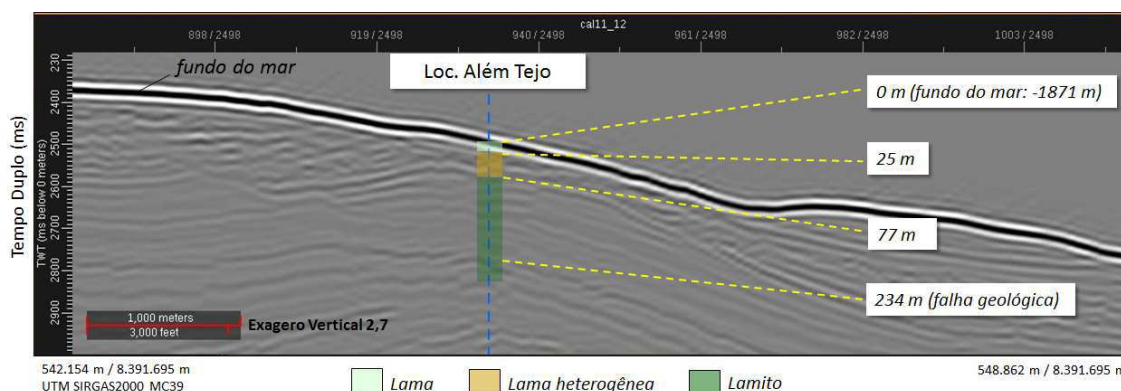 cal11_12
898 / 2498 919 / 2498 940 / 2498 961 / 2498 982 / 2498 1003 / 2498
fundo do mar
Loc. Além Tejo
0 m (fundo do mar: -1871 m)
25 m
77 m
234 m (falha geológica)
Tempo Duplo (ms)
TWT (ms below 0 meters)
230
2400
2500
2600
2700
2800
2900
1,000 meters
3,000 feet
Exagero Vertical 2,7
542.154 m / 8.391.695 m
UTM SIRGAS2000 MC39
Lama Lama heterogênea Lamito
548.862 m / 8.391.695 m